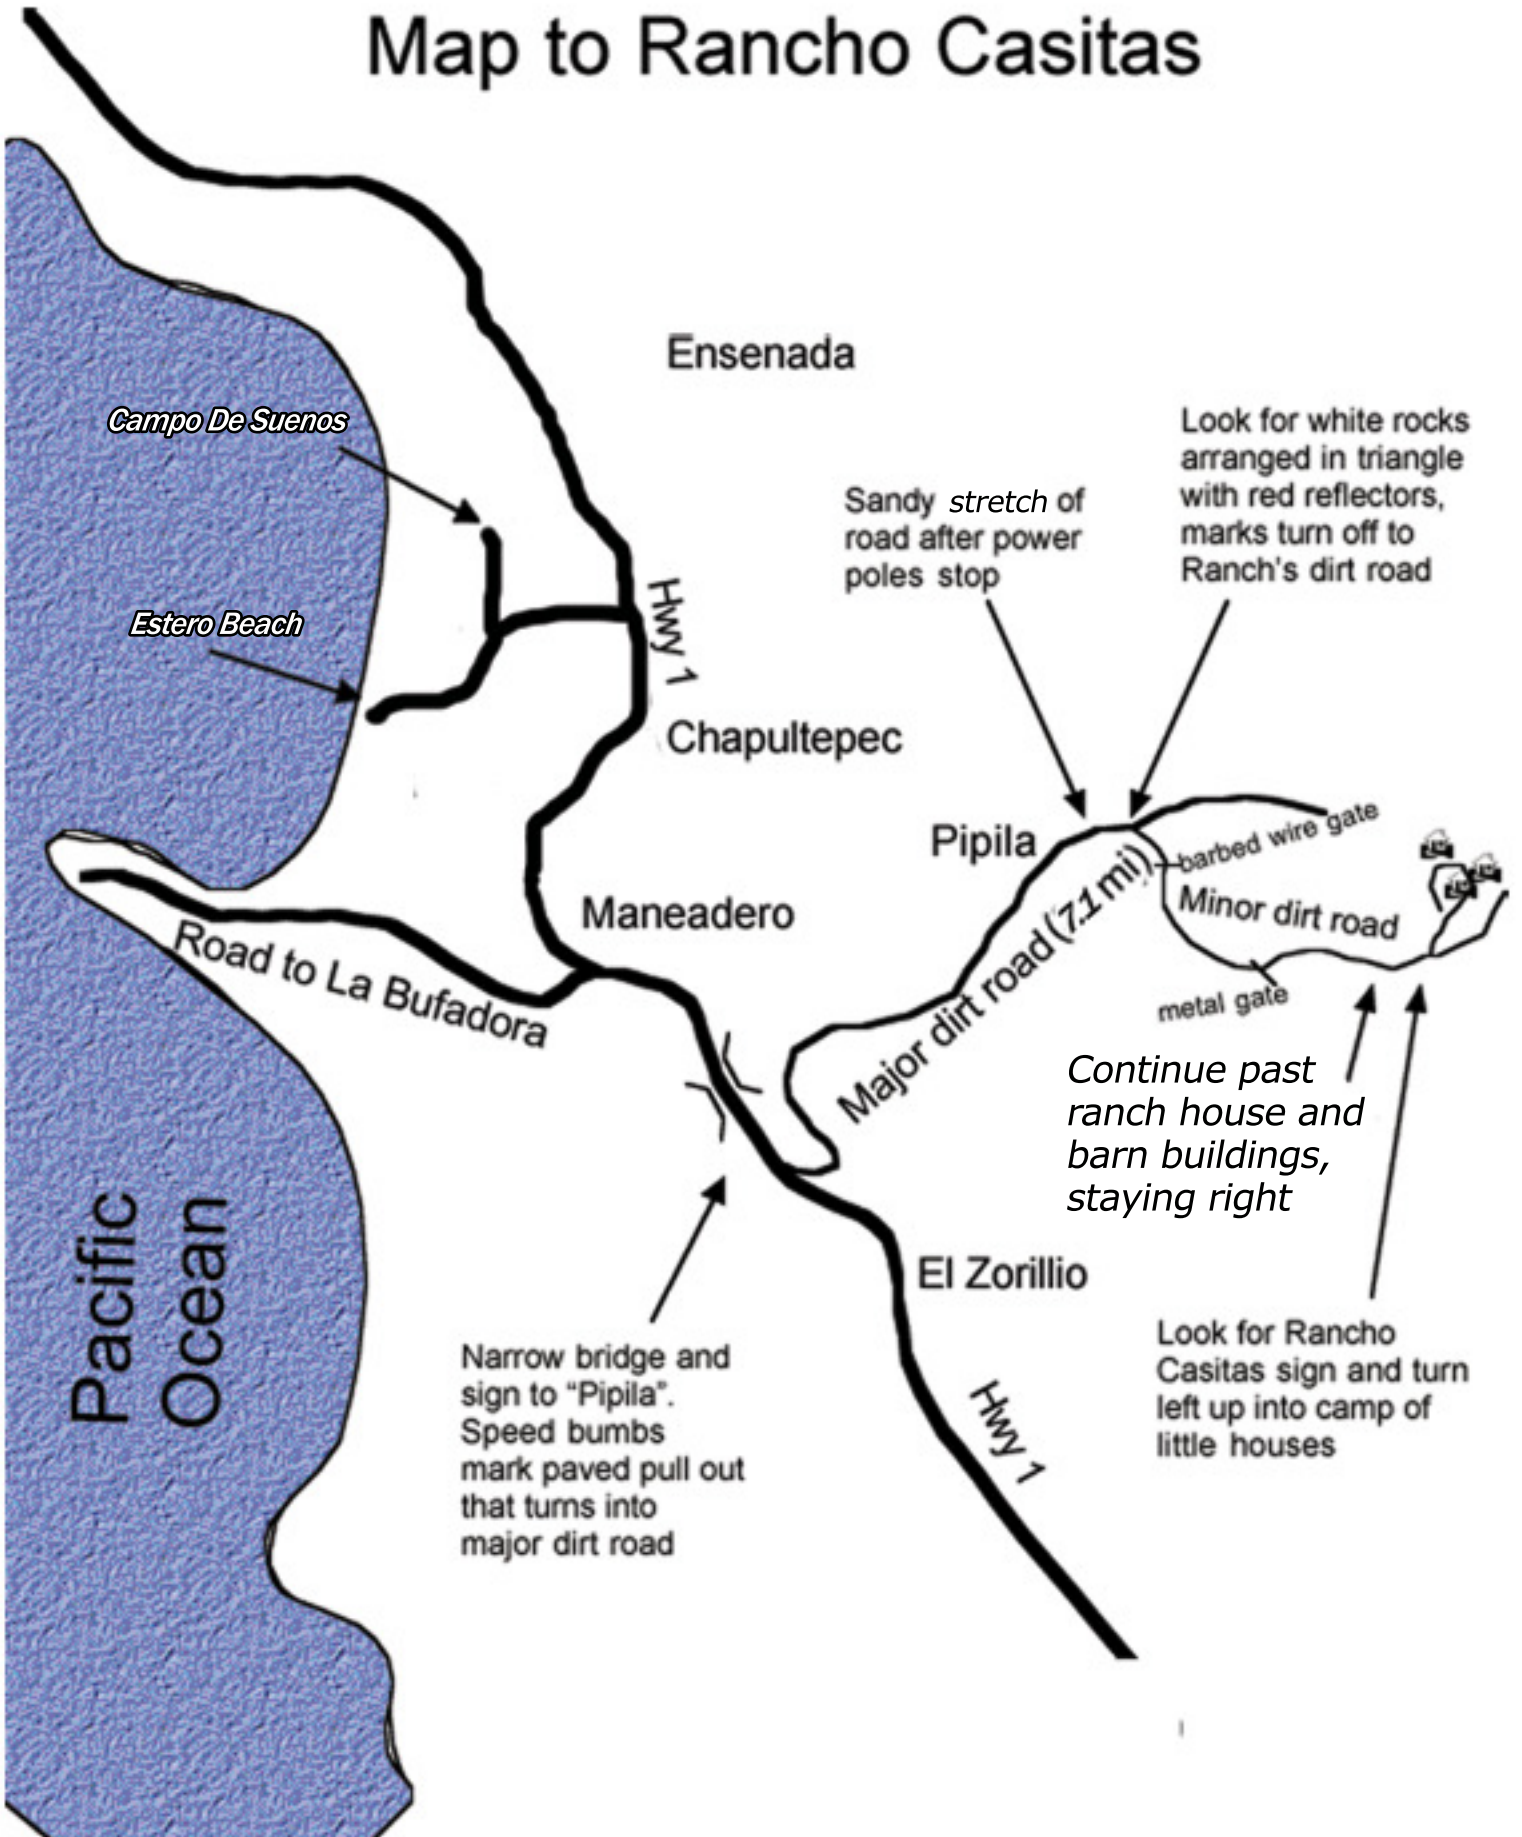 Map to Rancho Casitas
Ensenada
Campo De Suenos
Look for white rocks
arranged in triangle
with red reflectors,
marks turn off to
Ranch's dirt road
Sandy stretch of
road after power
poles stop
Estero Beach
Hwy 1
Chapultepec
Pipila
barbed wire gate
Maneadero
Minor dirt road
Major dirt road (7.1 mi)
Road to La Bufadora
metal gate
Continue past
ranch house and
barn buildings,
staying right
Pacific
Ocean
El Zorillio
Narrow bridge and
sign to “Pipila”.
Speed bumbs
mark paved pull out
that turns into
major dirt road
Look for Rancho
Casitas sign and turn
left up into camp of
little houses
Hwy 1